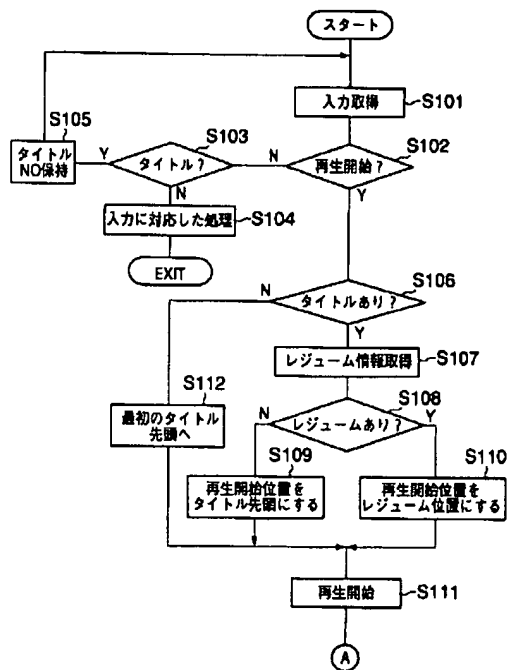 スタート
入力取得
S101
S105
S103
S102
タイトル
NO保持
Y
タイトル?
N
再生開始?
N
Y
入力に対応した処理
S104
EXIT
S106
N
タイトルあり?
Y
レジューム情報取得
S107
S112
S108
最初のタイトル
先頭へ
N
レジュームあり?
Y
S109
S110
再生開始位置を
タイトル先頭にする
再生開始位置を
レジューム位置にする
再生開始
S111
A